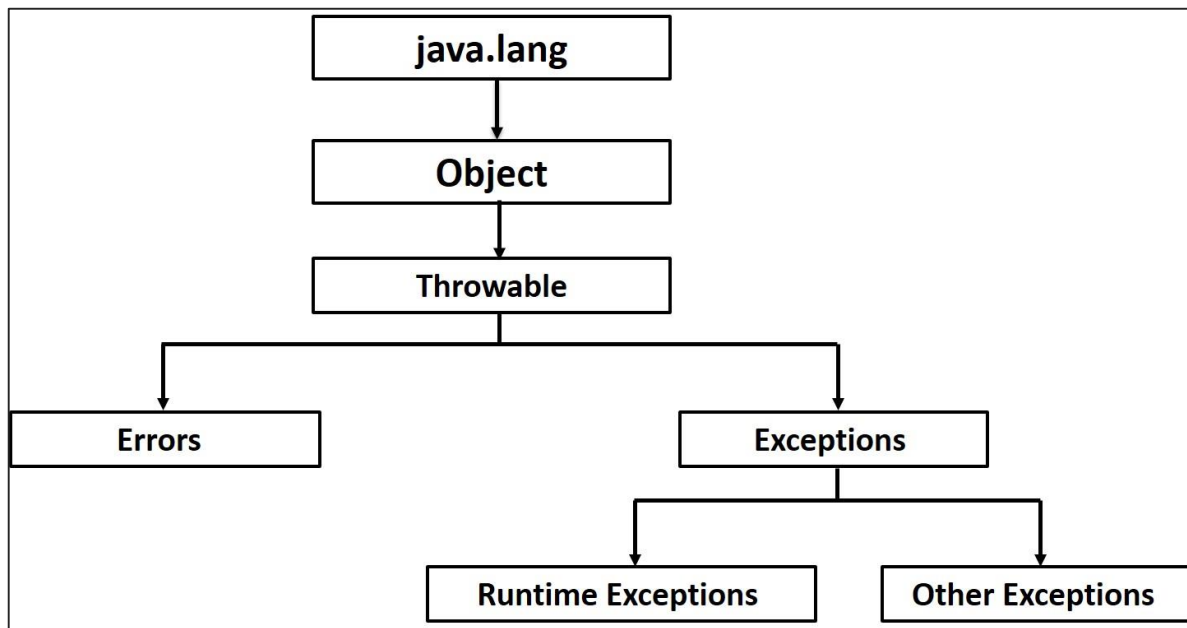 java.lang
Object
Throwable
Errors
Exceptions
Runtime Exceptions
Other Exceptions